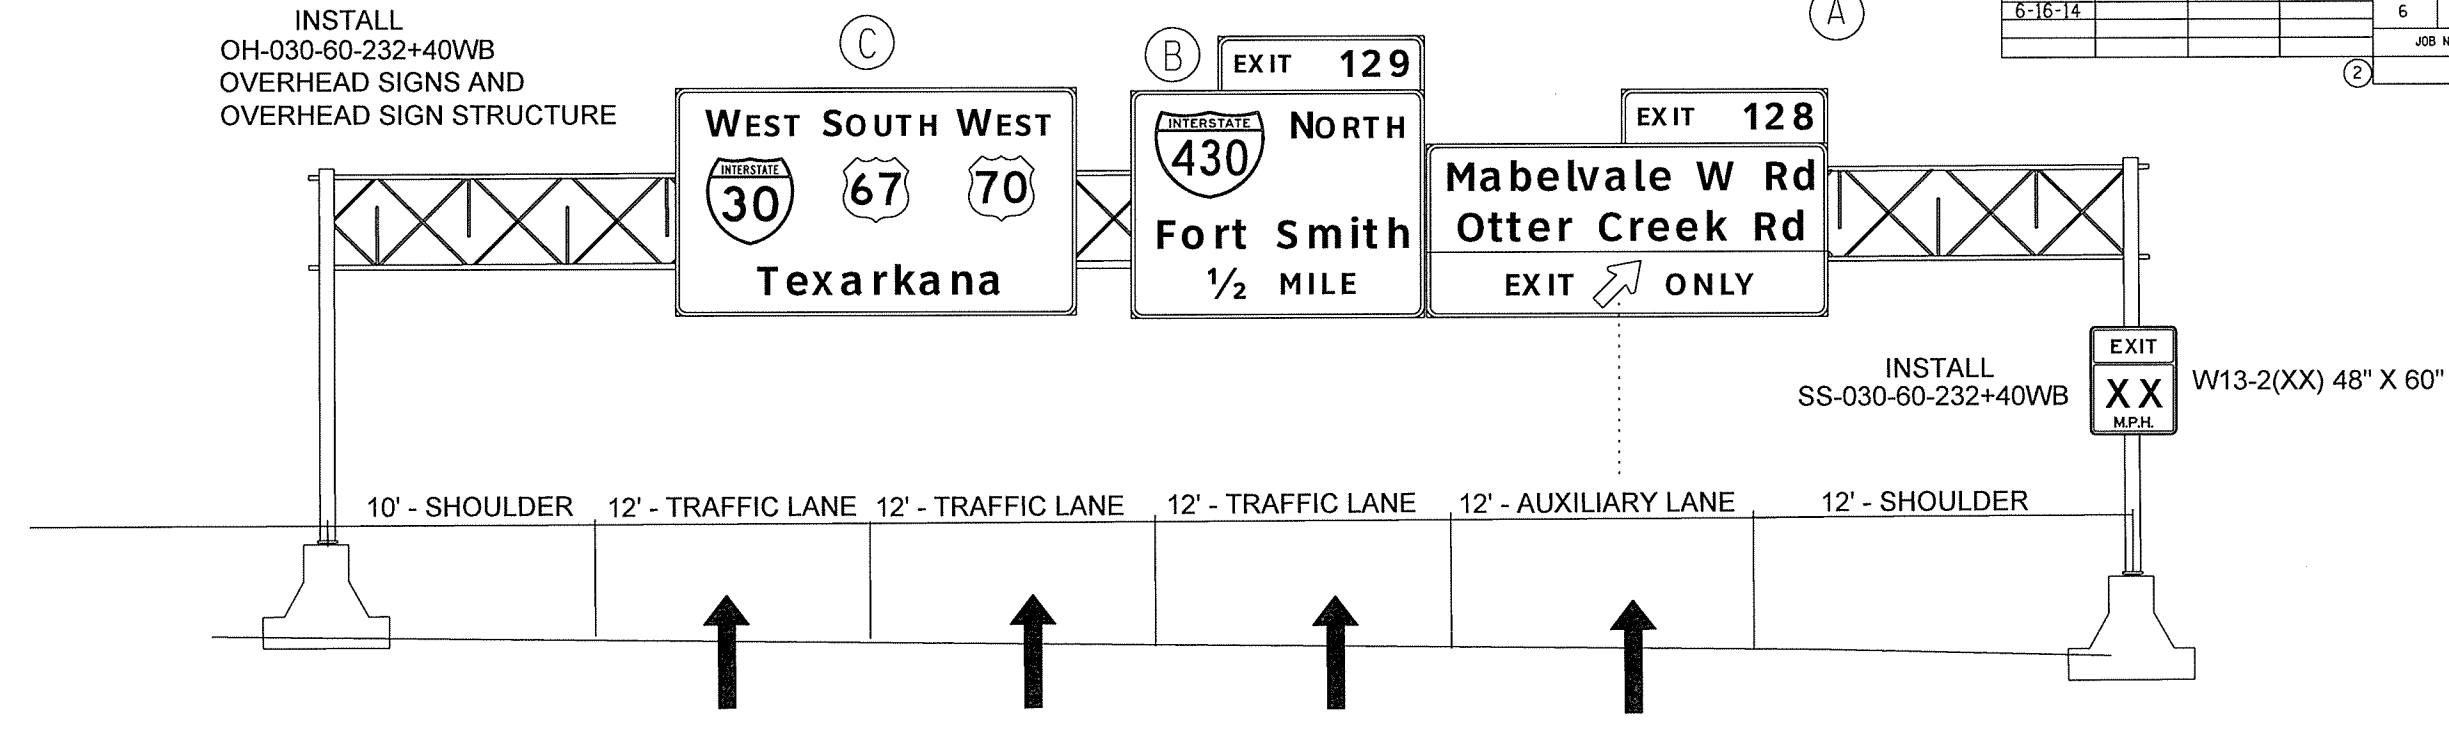 INSTALL
OH-030-60-232+40WB
OVERHEAD SIGNS AND
OVERHEAD SIGN STRUCTURE
C
B
A
6-16-14
6
JOB N
2
WEST SOUTH WEST
INTERSTATE
30 67 70
Texarkana
EXIT 129
INTERSTATE
430
NORTH
Fort Smith
½ MILE
EXIT 128
Mabelvale W Rd
Otter Creek Rd
EXIT ONLY
INSTALL
SS-030-60-232+40WB
EXIT
XX
M.P.H.
W13-2(XX) 48" X 60"
10' - SHOULDER
12' - TRAFFIC LANE
12' - TRAFFIC LANE
12' - TRAFFIC LANE
12' - AUXILIARY LANE
12' - SHOULDER